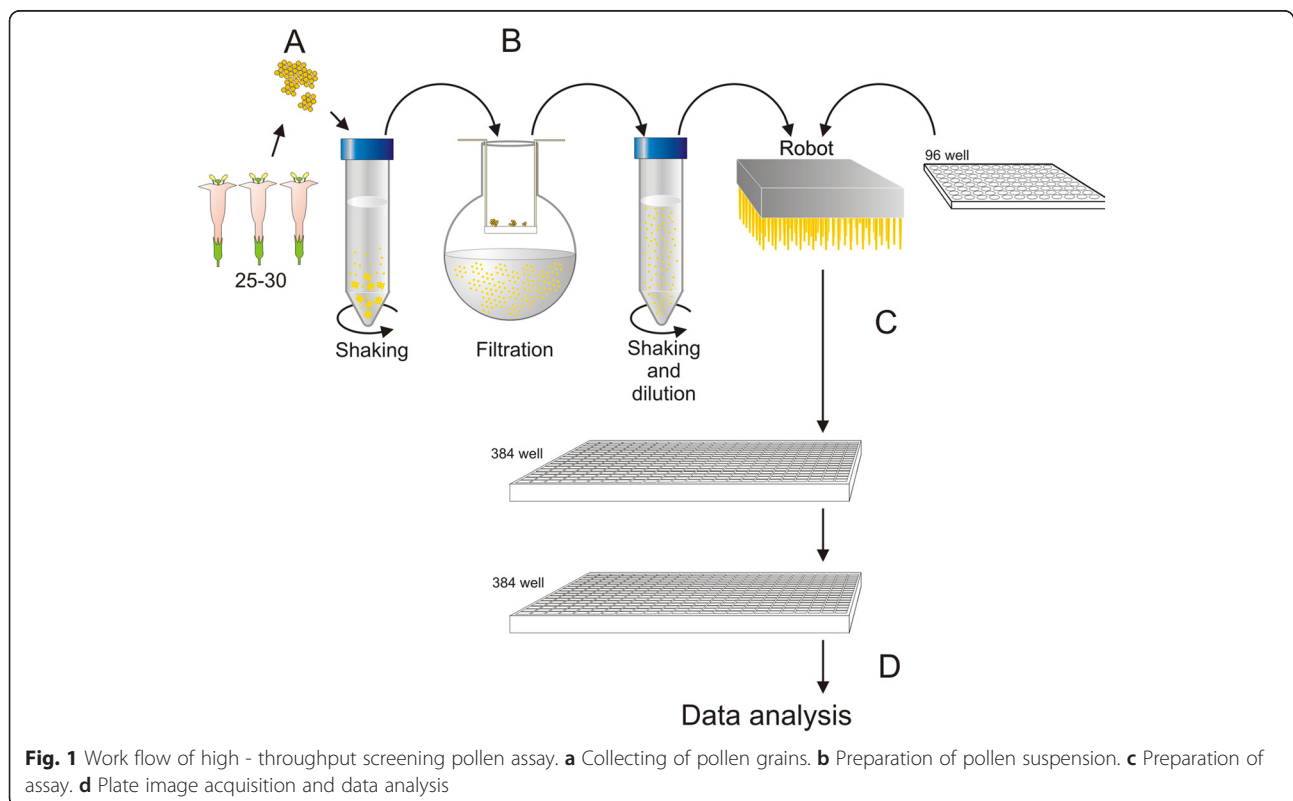 A
B
Robot
96 well
25-30
Shaking
Filtration
Shaking
and
dilution
C
384 well
384 well
D
Data analysis
Fig. 1 Work flow of high - throughput screening pollen assay. a Collecting of pollen grains. b Preparation of pollen suspension. c Preparation of
assay. d Plate image acquisition and data analysis